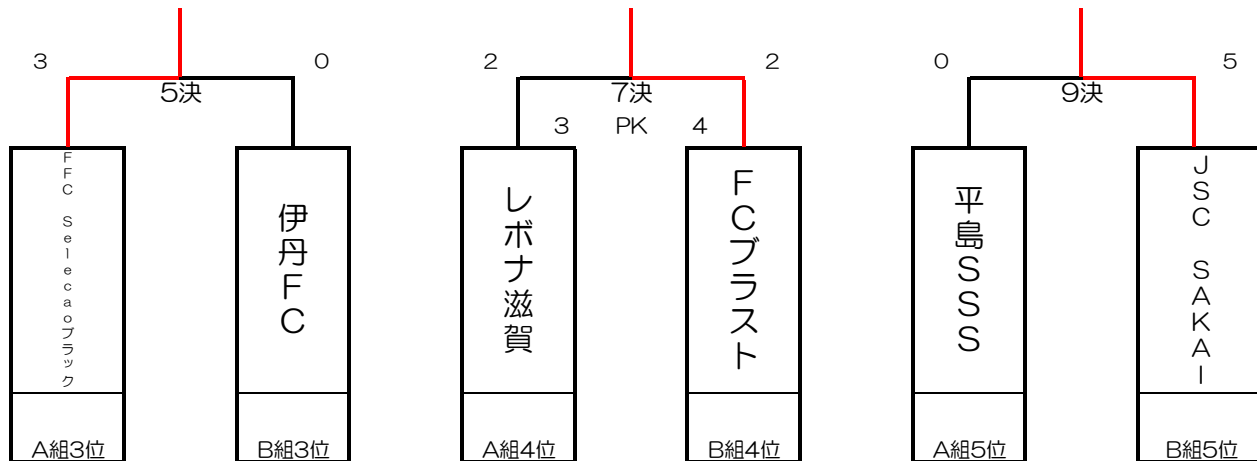 3 0 2 2 0 5
5決 7決 9決
3 PK 4
FFC Selecaoブラック
伊丹FC
レボナ滋賀
FCブラスト
平島SSS
JSC SAKAI
A組3位 B組3位 A組4位 B組4位 A組5位 B組5位